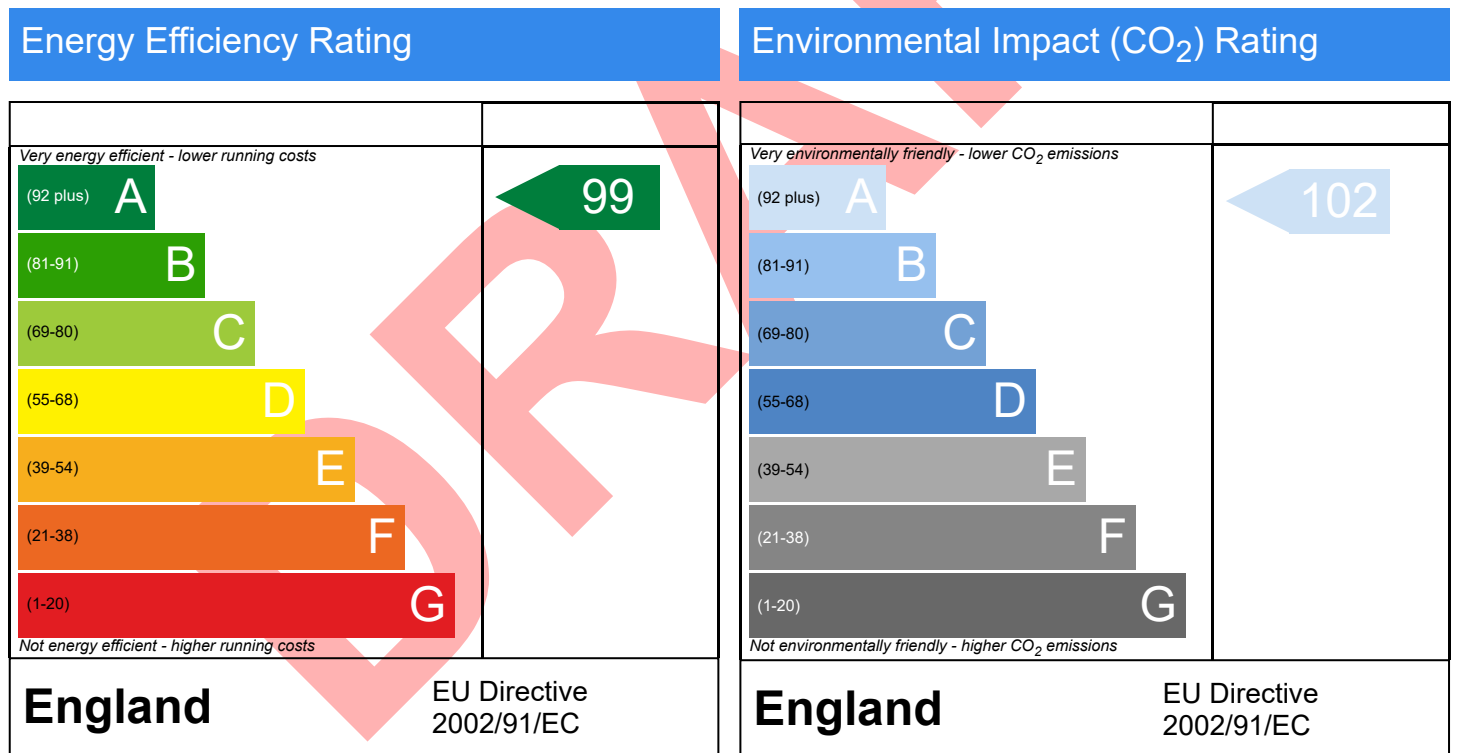 Energy Efficiency Rating
Very energy efficient - lower running costs
(92 plus) A
99
(81-91) B
(69-80) C
(55-68) D
(39-54) E
(21-38) F
(1-20) G
Not energy efficient - higher running costs
England
EU Directive
2002/91/EC
Environmental Impact (CO₂) Rating
Very environmentally friendly - lower CO₂ emissions
(92 plus) A
102
(81-91) B
(69-80) C
(55-68) D
(39-54) E
(21-38) F
(1-20) G
Not environmentally friendly - higher CO₂ emissions
England
EU Directive
2002/91/EC